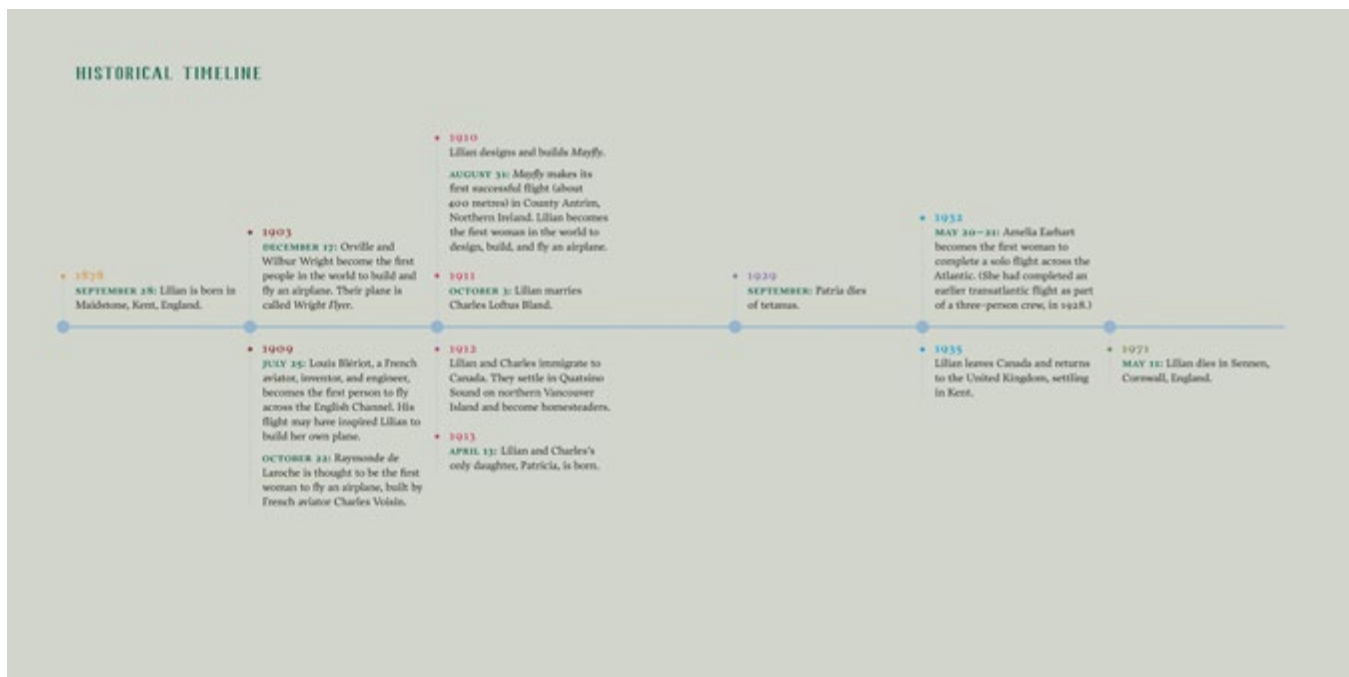 HISTORICAL TIMELINE
1878
SEPTEMBER 28: Lilian is born in
Maidstone, Kent, England.
1903
DECEMBER 17: Orville and
Wilbur Wright become the first
people in the world to build and
fly an airplane. Their plane is
called Wright Flyer.
1909
JULY 25: Louis Blériot, a French
aviator, inventor, and engineer,
becomes the first person to fly
across the English Channel. His
flight may have inspired Lilian to
build her own plane.
OCTOBER 22: Raymonde de
Laroche is thought to be the first
woman to fly an airplane, built by
French aviator Charles Voisin.
1910
Lilian designs and builds Mayfly.
AUGUST 31: Mayfly makes its
first successful flight (about
400 metres) in County Antrim,
Northern Ireland. Lilian becomes
the first woman in the world to
design, build, and fly an airplane.
1911
OCTOBER 3: Lilian marries
Charles Loftus Bland.
1912
Lilian and Charles immigrate to
Canada. They settle in Quatsino
Sound on northern Vancouver
Island and become homesteaders.
1913
APRIL 13: Lilian and Charles's
only daughter, Patricia, is born.
1929
SEPTEMBER: Patria dies
of tetanus.
1932
MAY 20–21: Amelia Earhart
becomes the first woman to
complete a solo flight across the
Atlantic. (She had completed an
earlier transatlantic flight as part
of a three-person crew, in 1928.)
1935
Lilian leaves Canada and returns
to the United Kingdom, settling
in Kent.
1971
MAY 11: Lilian dies in Sennen,
Cornwall, England.